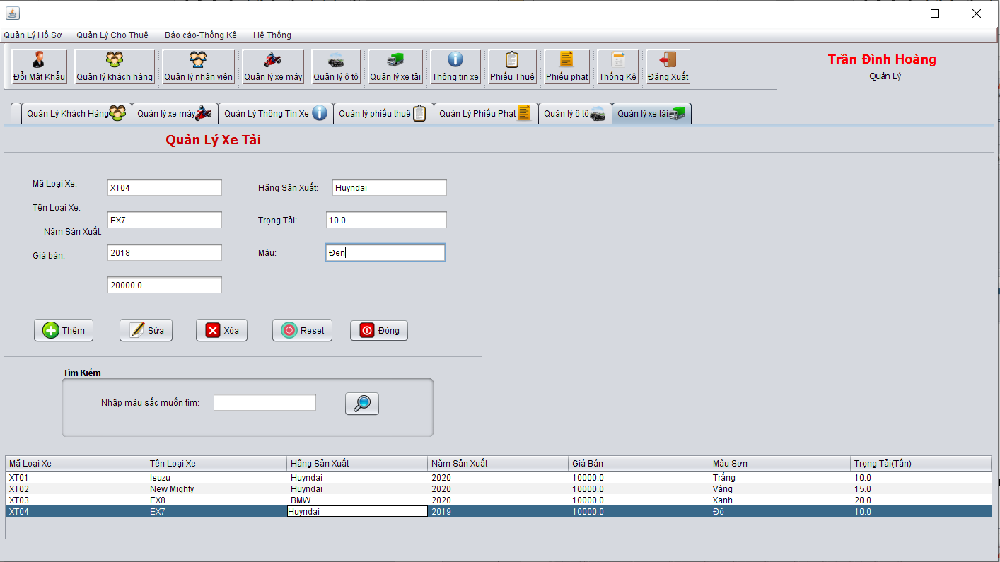 Quản Lý Hồ Sơ Quản Lý Cho Thuê Báo cáo-Thống Kê Hệ Thống
Đổi Mật Khẩu Quản lý khách hàng Quản lý nhân viên Quản lý xe máy Quản lý ô tô Quản lý xe tải Thông tin xe Phiếu Thuê Phiếu phạt Thống Kê Đăng Xuất
Trần Đình Hoàng
Quản Lý
Quản Lý Khách Hàng Quản lý xe máy Quản Lý Thông Tin Xe Quản lý phiếu thuê Quản Lý Phiếu Phạt Quản lý ô tô Quản lý xe tải
Quản Lý Xe Tải
Mã Loại Xe: XT04 Hãng Sản Xuất: Huyndai
Tên Loại Xe:
EX7 Trọng Tải: 10.0
Năm Sản Xuất:
2018 Màu: Đen
Giá bán:
20000.0
Thêm Sửa Xóa Reset Đóng
Tìm Kiếm
Nhập màu sắc muốn tìm:
Mã Loại Xe Tên Loại Xe Hãng Sản Xuất Năm Sản Xuất Giá Bán Màu Sơn Trọng Tải(Tấn)
XT01 Isuzu Huyndai 2020 10000.0 Trắng 10.0
XT02 New Mighty Huyndai 2020 10000.0 Vàng 15.0
XT03 EX8 BMW 2020 10000.0 Xanh 20.0
XT04 EX7 Huyndai 2019 10000.0 Đỏ 10.0